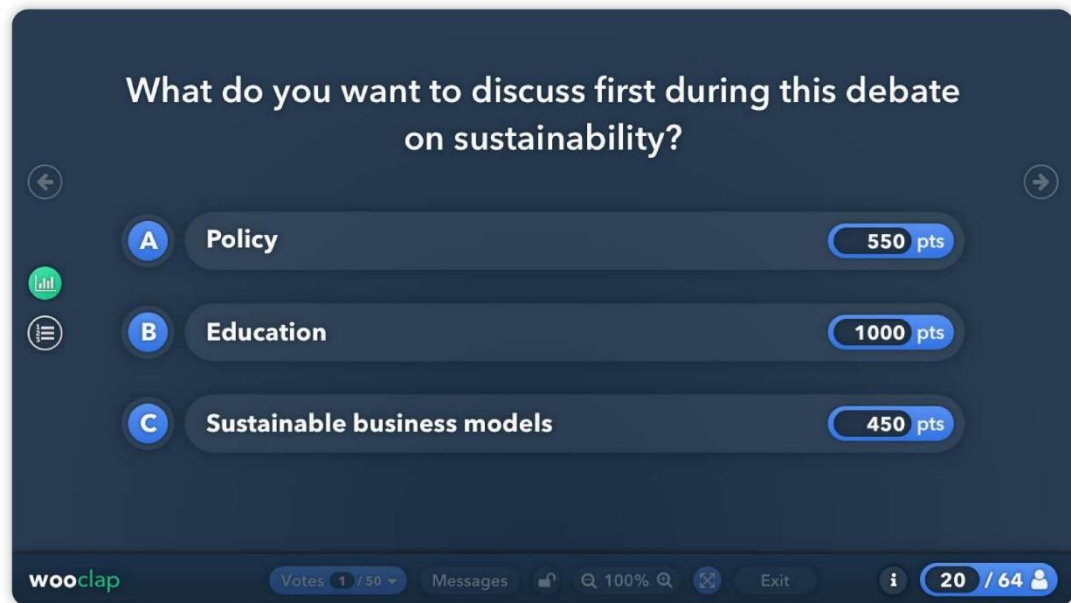 What do you want to discuss first during this debate
on sustainability?
A Policy 550 pts
B Education 1000 pts
C Sustainable business models 450 pts
wooclap Votes 1 / 50 Messages 100% Exit i 20 / 64